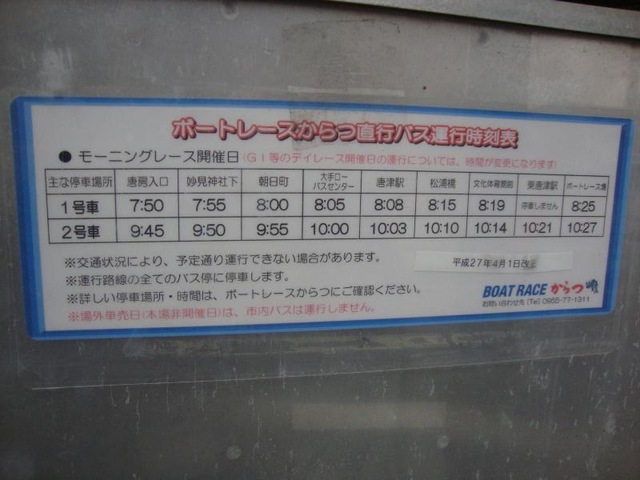 ボートレースからつ直行バス運行時刻表
● モーニングレース開催日(GⅠ等のデイレース開催日の運行については、時間が変更になります)
主な停車場所 唐房入口 妙見神社下 朝日町 大手口バスセンター 唐津駅 松浦橋 文化体育館前 東唐津駅 ボートレース場
1号車 7:50 7:55 8:00 8:05 8:08 8:15 8:19 停車しません 8:25
2号車 9:45 9:50 9:55 10:00 10:03 10:10 10:14 10:21 10:27
※交通状況により、予定通り運行できない場合があります。
平成27年4月1日改正
※運行路線の全てのバス停に停車します。
※詳しい停車場所・時間は、ボートレースからつにご確認ください。
BOAT RACE からつ
※場外単売日(本場非開催日)は、市内バスは運行しません。
お問い合わせ先 [Tel] 0955-77-1311